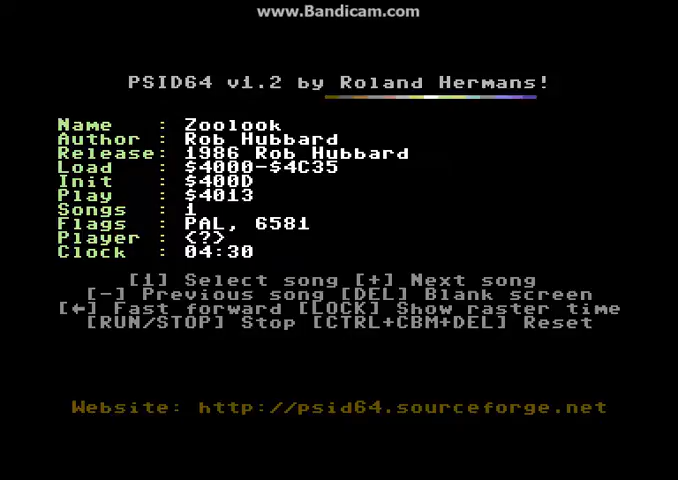 www.Bandicam.com
PSID64 v1.2 by Roland Hermans!
Name   : Zoolook
Author : Rob Hubbard
Release: 1986 Rob Hubbard
Load   : $4000-$4C35
Init   : $400D
Play   : $4013
Songs  : 1
Flags  : PAL, 6581
Player : <?>
Clock  : 04:30
[1] Select song [+] Next song
[-] Previous song [DEL] Blank screen
[←] Fast forward [LOCK] Show raster time
[RUN/STOP] Stop [CTRL+CBM+DEL] Reset
Website: http://psid64.sourceforge.net